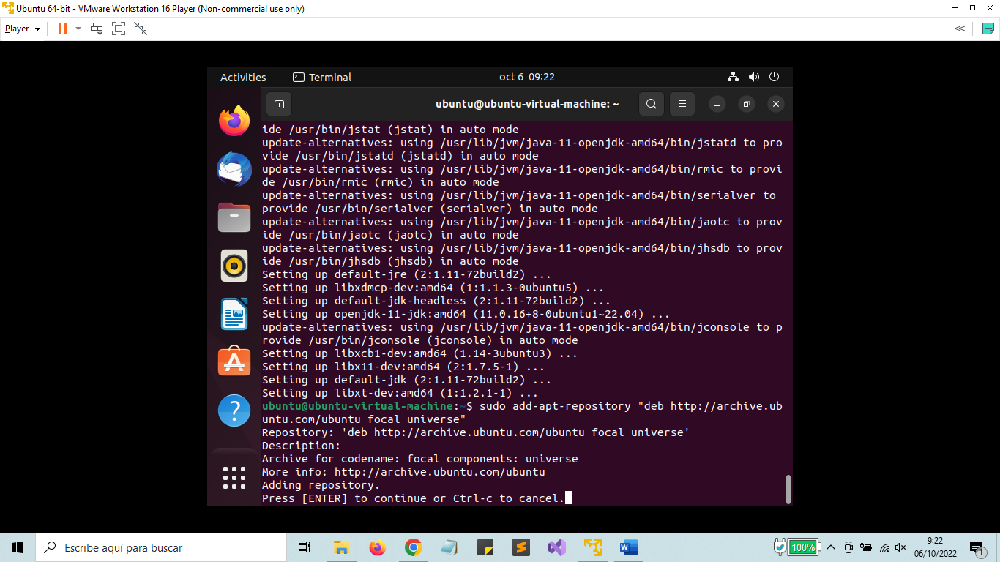 Ubuntu 64-bit - VMware Workstation 16 Player (Non-commercial use only)
Player
Activities
Terminal
oct 6 09:22
ubuntu@ubuntu-virtual-machine: ~
ide /usr/bin/jstat (jstat) in auto mode
update-alternatives: using /usr/lib/jvm/java-11-openjdk-amd64/bin/jstatd to pro
vide /usr/bin/jstatd (jstatd) in auto mode
update-alternatives: using /usr/lib/jvm/java-11-openjdk-amd64/bin/rmic to provi
de /usr/bin/rmic (rmic) in auto mode
update-alternatives: using /usr/lib/jvm/java-11-openjdk-amd64/bin/serialver to
provide /usr/bin/serialver (serialver) in auto mode
update-alternatives: using /usr/lib/jvm/java-11-openjdk-amd64/bin/jaotc to prov
ide /usr/bin/jaotc (jaotc) in auto mode
update-alternatives: using /usr/lib/jvm/java-11-openjdk-amd64/bin/jhsdb to prov
ide /usr/bin/jhsdb (jhsdb) in auto mode
Setting up default-jre (2:1.11-72build2) ...
Setting up libxdmcp-dev:amd64 (1:1.1.3-0ubuntu5) ...
Setting up default-jdk-headless (2:1.11-72build2) ...
Setting up openjdk-11-jdk:amd64 (11.0.16+8-0ubuntu1~22.04) ...
update-alternatives: using /usr/lib/jvm/java-11-openjdk-amd64/bin/jconsole to p
rovide /usr/bin/jconsole (jconsole) in auto mode
Setting up libxcb1-dev:amd64 (1.14-3ubuntu3) ...
Setting up libx11-dev:amd64 (2:1.7.5-1) ...
Setting up default-jdk (2:1.11-72build2) ...
Setting up libxt-dev:amd64 (1:1.2.1-1) ...
ubuntu@ubuntu-virtual-machine:~$ sudo add-apt-repository "deb http://archive.ub
untu.com/ubuntu focal universe"
Repository: 'deb http://archive.ubuntu.com/ubuntu focal universe'
Description:
Archive for codename: focal components: universe
More info: http://archive.ubuntu.com/ubuntu
Adding repository.
Press [ENTER] to continue or Ctrl-c to cancel.
Escribe aquí para buscar
100%
9:22
06/10/2022
1